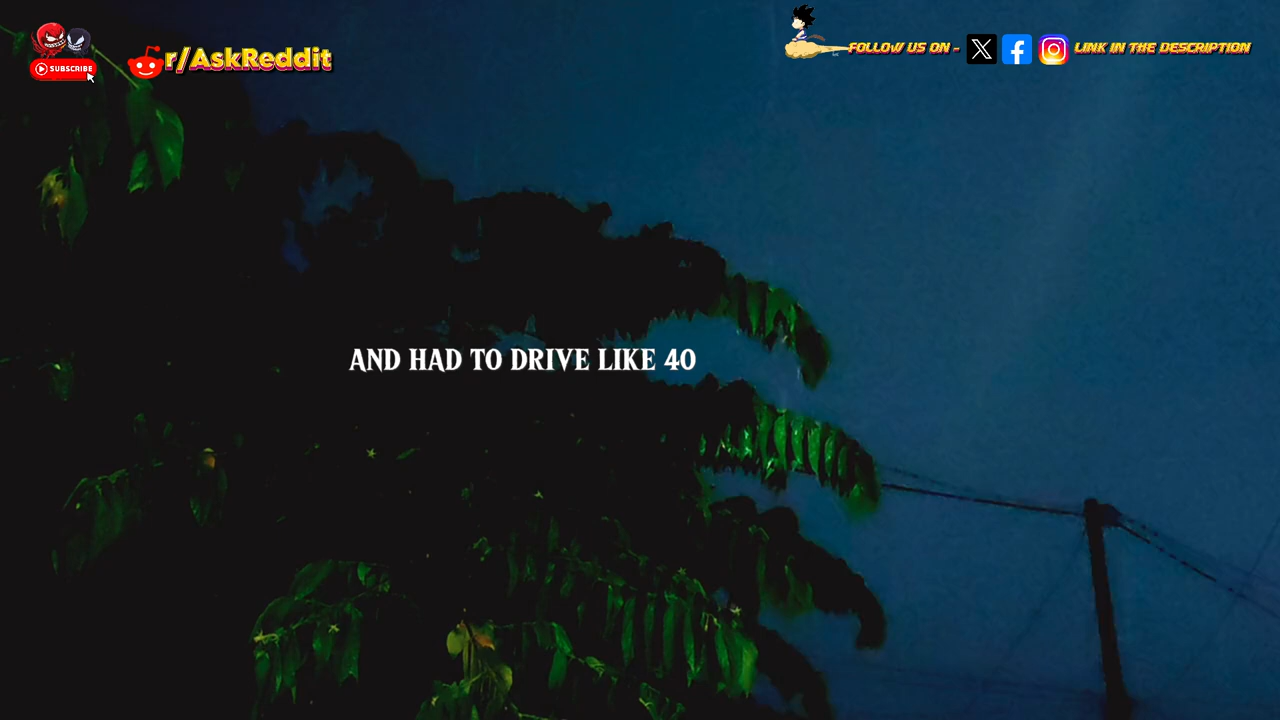 SUBSCRIBE
r/AskReddit
FOLLOW US ON -
LINK IN THE DESCRIPTION
AND HAD TO DRIVE LIKE 40